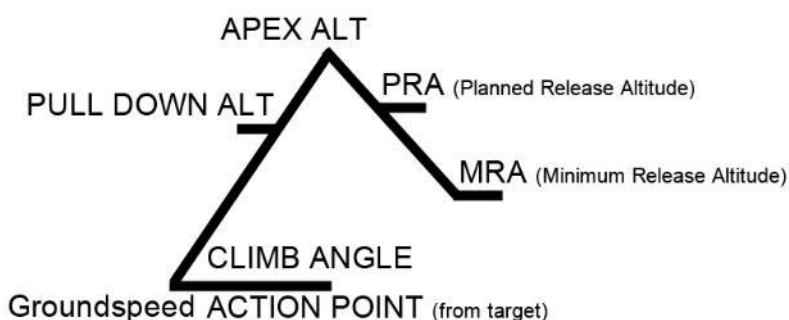 APEX ALT
PRA (Planned Release Altitude)
PULL DOWN ALT
MRA (Minimum Release Altitude)
CLIMB ANGLE
Groundspeed ACTION POINT (from target)